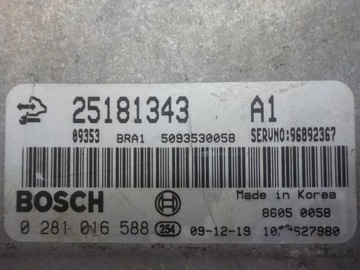 25181343 A1
09353 BRA1 5093530058 SERVNO:96892367
BOSCH
Made in Korea
8605 0058
0 281 016 588 254 09-12-19